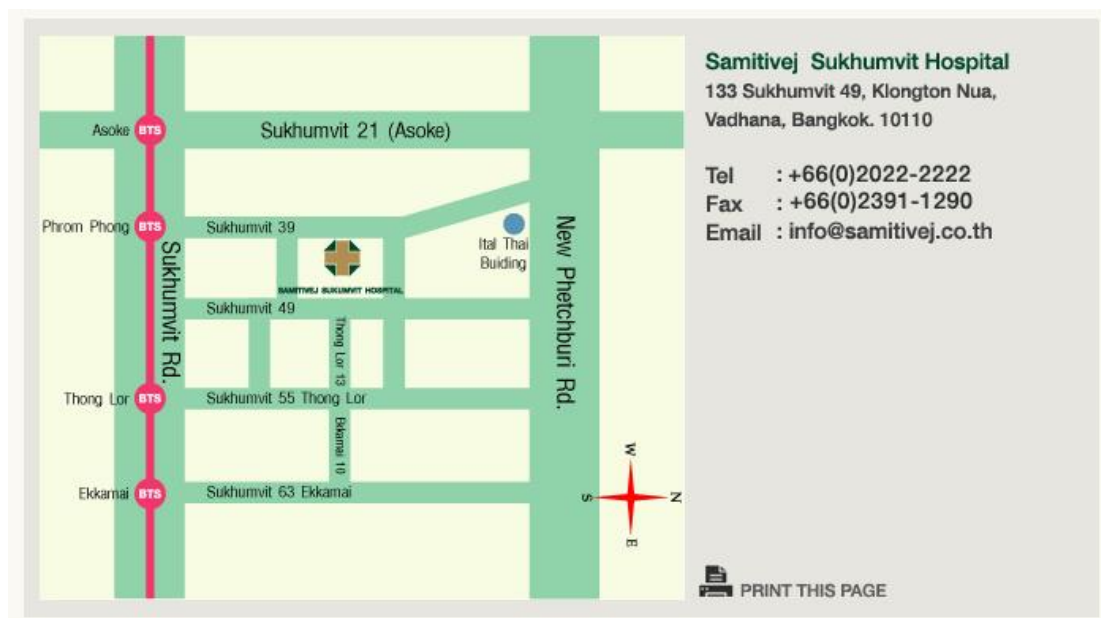 Samitivej Sukhumvit Hospital
133 Sukhumvit 49, Klongton Nua,
Vadhana, Bangkok. 10110
Tel : +66(0)2022-2222
Fax : +66(0)2391-1290
Email : info@samitivej.co.th
Asoke BTS
Sukhumvit 21 (Asoke)
Phrom Phong BTS
Sukhumvit 39
Ital Thai
Buiding
SAMITIVEJ SUKUMVIT HOSPITAL
Sukhumvit Rd.
New Phetchburi Rd.
Sukhumvit 49
Thong Lor 13
Thong Lor BTS
Sukhumvit 55 Thong Lor
Ekkamai 10
Ekkamai BTS
Sukhumvit 63 Ekkamai
W
S
N
E
PRINT THIS PAGE